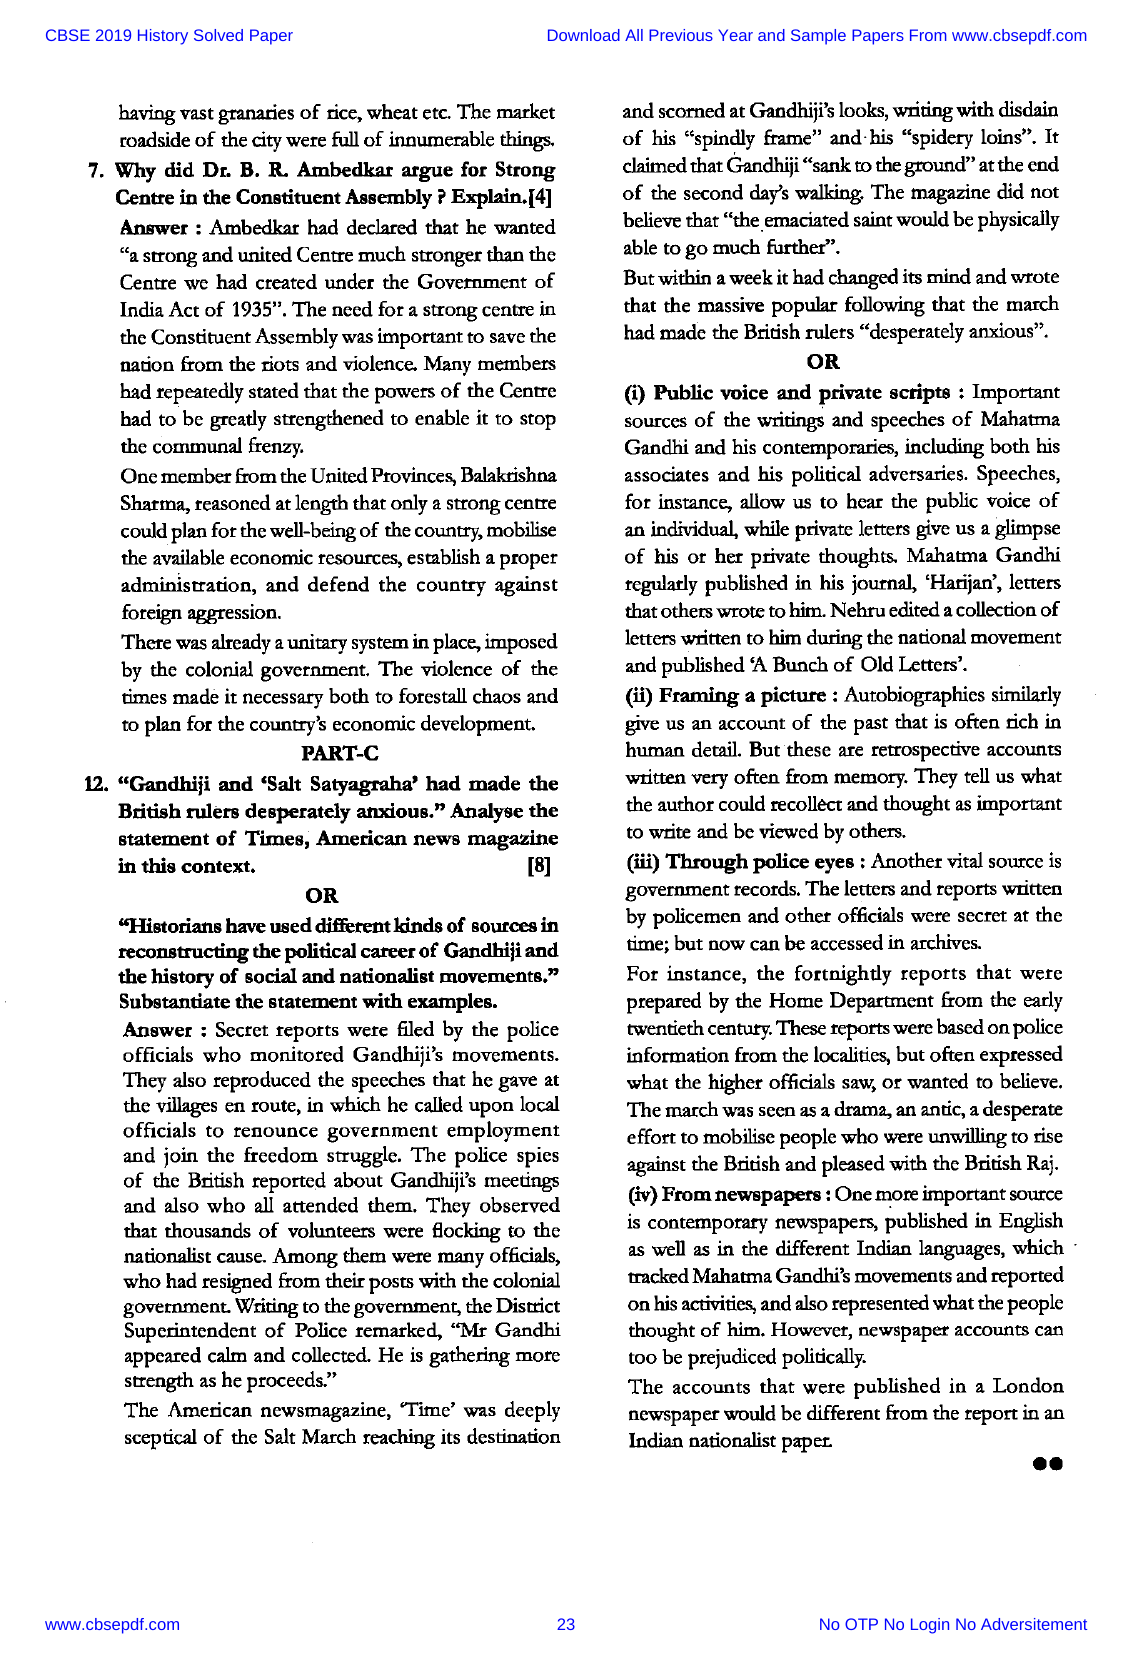 CBSE 2019 History Solved Paper
Download All Previous Year and Sample Papers From www.cbsepdf.com
having vast granaries of rice, wheat etc. The market
roadside of the city were full of innumerable things.
7. Why did Dr. B. R. Ambedkar argue for Strong
Centre in the Constituent Assembly ? Explain.[4]
Answer : Ambedkar had declared that he wanted
“a strong and united Centre much stronger than the
Centre we had created under the Government of
India Act of 1935”. The need for a strong centre in
the Constituent Assembly was important to save the
nation from the riots and violence. Many members
had repeatedly stated that the powers of the Centre
had to be greatly strengthened to enable it to stop
the communal frenzy.
One member from the United Provinces, Balakrishna
Sharma, reasoned at length that only a strong centre
could plan for the well-being of the country, mobilise
the available economic resources, establish a proper
administration, and defend the country against
foreign aggression.
There was already a unitary system in place, imposed
by the colonial government. The violence of the
times made it necessary both to forestall chaos and
to plan for the country’s economic development.
PART-C
12. “Gandhiji and ‘Salt Satyagraha’ had made the
British rulers desperately anxious.” Analyse the
statement of Times, American news magazine
in this context. [8]
OR
“Historians have used different kinds of sources in
reconstructing the political career of Gandhiji and
the history of social and nationalist movements.”
Substantiate the statement with examples.
Answer : Secret reports were filed by the police
officials who monitored Gandhiji’s movements.
They also reproduced the speeches that he gave at
the villages en route, in which he called upon local
officials to renounce government employment
and join the freedom struggle. The police spies
of the British reported about Gandhiji’s meetings
and also who all attended them. They observed
that thousands of volunteers were flocking to the
nationalist cause. Among them were many officials,
who had resigned from their posts with the colonial
government. Writing to the government, the District
Superintendent of Police remarked, “Mr Gandhi
appeared calm and collected. He is gathering more
strength as he proceeds.”
The American newsmagazine, ‘Time’ was deeply
sceptical of the Salt March reaching its destination
and scorned at Gandhiji’s looks, writing with disdain
of his “spindly frame” and his “spidery loins”. It
claimed that Gandhiji “sank to the ground” at the end
of the second day’s walking. The magazine did not
believe that “the emaciated saint would be physically
able to go much further”.
But within a week it had changed its mind and wrote
that the massive popular following that the march
had made the British rulers “desperately anxious”.
OR
(i) Public voice and private scripts : Important
sources of the writings and speeches of Mahatma
Gandhi and his contemporaries, including both his
associates and his political adversaries. Speeches,
for instance, allow us to hear the public voice of
an individual, while private letters give us a glimpse
of his or her private thoughts. Mahatma Gandhi
regularly published in his journal, ‘Harijan’, letters
that others wrote to him. Nehru edited a collection of
letters written to him during the national movement
and published ‘A Bunch of Old Letters’.
(ii) Framing a picture : Autobiographies similarly
give us an account of the past that is often rich in
human detail. But these are retrospective accounts
written very often from memory. They tell us what
the author could recollect and thought as important
to write and be viewed by others.
(iii) Through police eyes : Another vital source is
government records. The letters and reports written
by policemen and other officials were secret at the
time; but now can be accessed in archives.
For instance, the fortnightly reports that were
prepared by the Home Department from the early
twentieth century. These reports were based on police
information from the localities, but often expressed
what the higher officials saw, or wanted to believe.
The march was seen as a drama, an antic, a desperate
effort to mobilise people who were unwilling to rise
against the British and pleased with the British Raj.
(iv) From newspapers : One more important source
is contemporary newspapers, published in English
as well as in the different Indian languages, which
tracked Mahatma Gandhi’s movements and reported
on his activities, and also represented what the people
thought of him. However, newspaper accounts can
too be prejudiced politically.
The accounts that were published in a London
newspaper would be different from the report in an
Indian nationalist paper.
www.cbsepdf.com
23
No OTP No Login No Adversitement